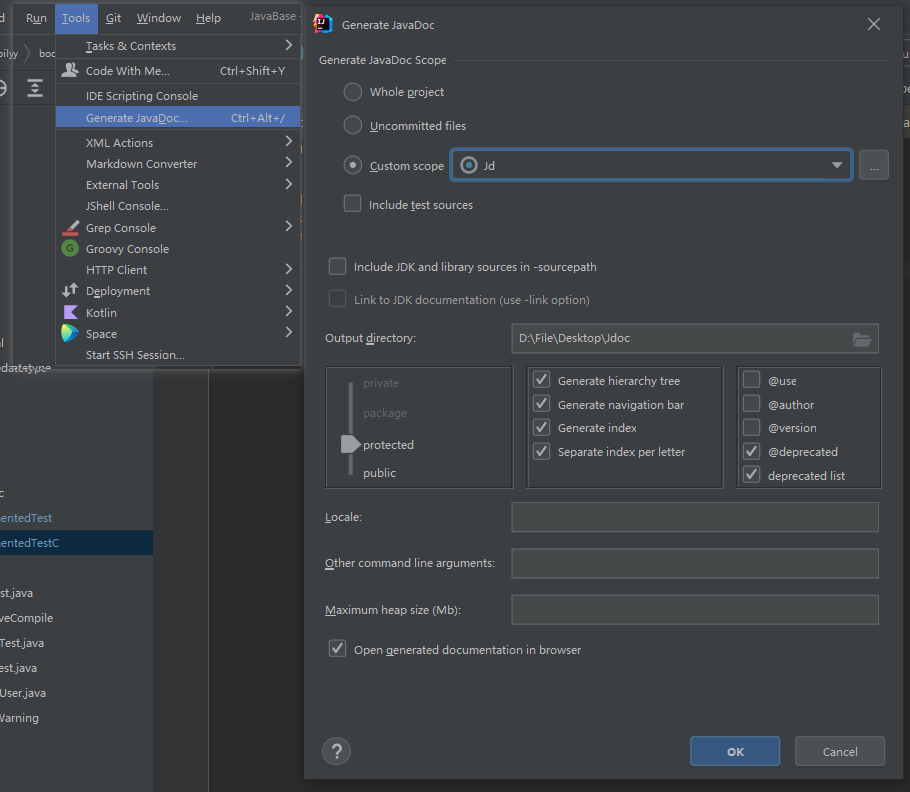 Run Tools Git Window Help JavaBase
Tasks & Contexts
Code With Me... Ctrl+Shift+Y
IDE Scripting Console
Generate JavaDoc... Ctrl+Alt+/
XML Actions
Markdown Converter
External Tools
JShell Console...
Grep Console
G Groovy Console
HTTP Client
Deployment
Kotlin
Space
Start SSH Session...
entedTest
entedTestC
st.java
veCompile
Test.java
est.java
User.java
Warning
Generate JavaDoc
Generate JavaDoc Scope
Whole project
Uncommitted files
Custom scope Jd ...
Include test sources
Include JDK and library sources in -sourcepath
Link to JDK documentation (use -link option)
Output directory: D:\File\Desktop\Jdoc
private
package
protected
public
Generate hierarchy tree
Generate navigation bar
Generate index
Separate index per letter
@use
@author
@version
@deprecated
deprecated list
Locale:
Other command line arguments:
Maximum heap size (Mb):
Open generated documentation in browser
? OK Cancel